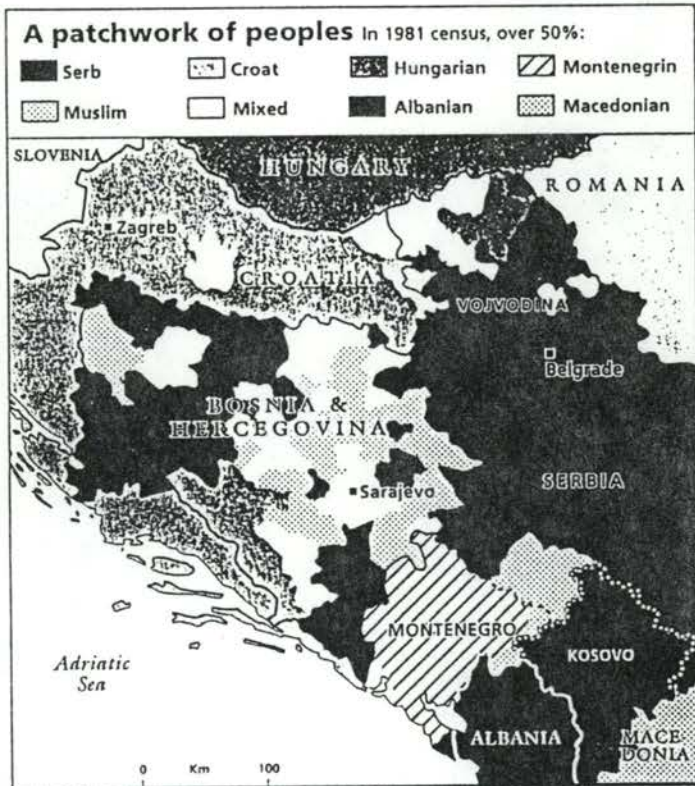 A patchwork of peoples In 1981 census, over 50%:
Serb Croat Hungarian Montenegrin
Muslim Mixed Albanian Macedonian
SLOVENIA
HUNGARY
ROMANIA
Zagreb
CROATIA
VOJVODINA
Belgrade
BOSNIA &
HERCEGOVINA
SERBIA
Sarajevo
MONTENEGRO
KOSOVO
Adriatic
Sea
ALBANIA
MACE
DONIA
0 Km 100